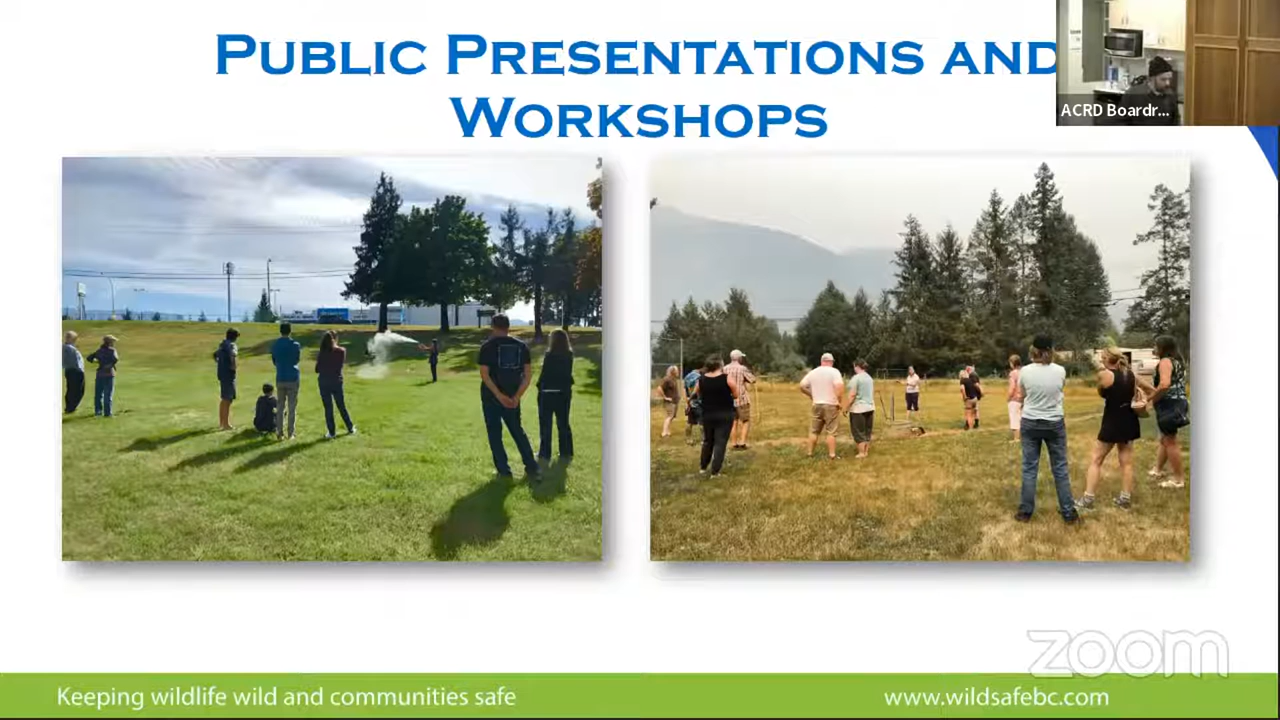 PUBLIC PRESENTATIONS AND
WORKSHOPS
ACRD Boardr...
zoom
Keeping wildlife wild and communities safe
www.wildsafebc.com